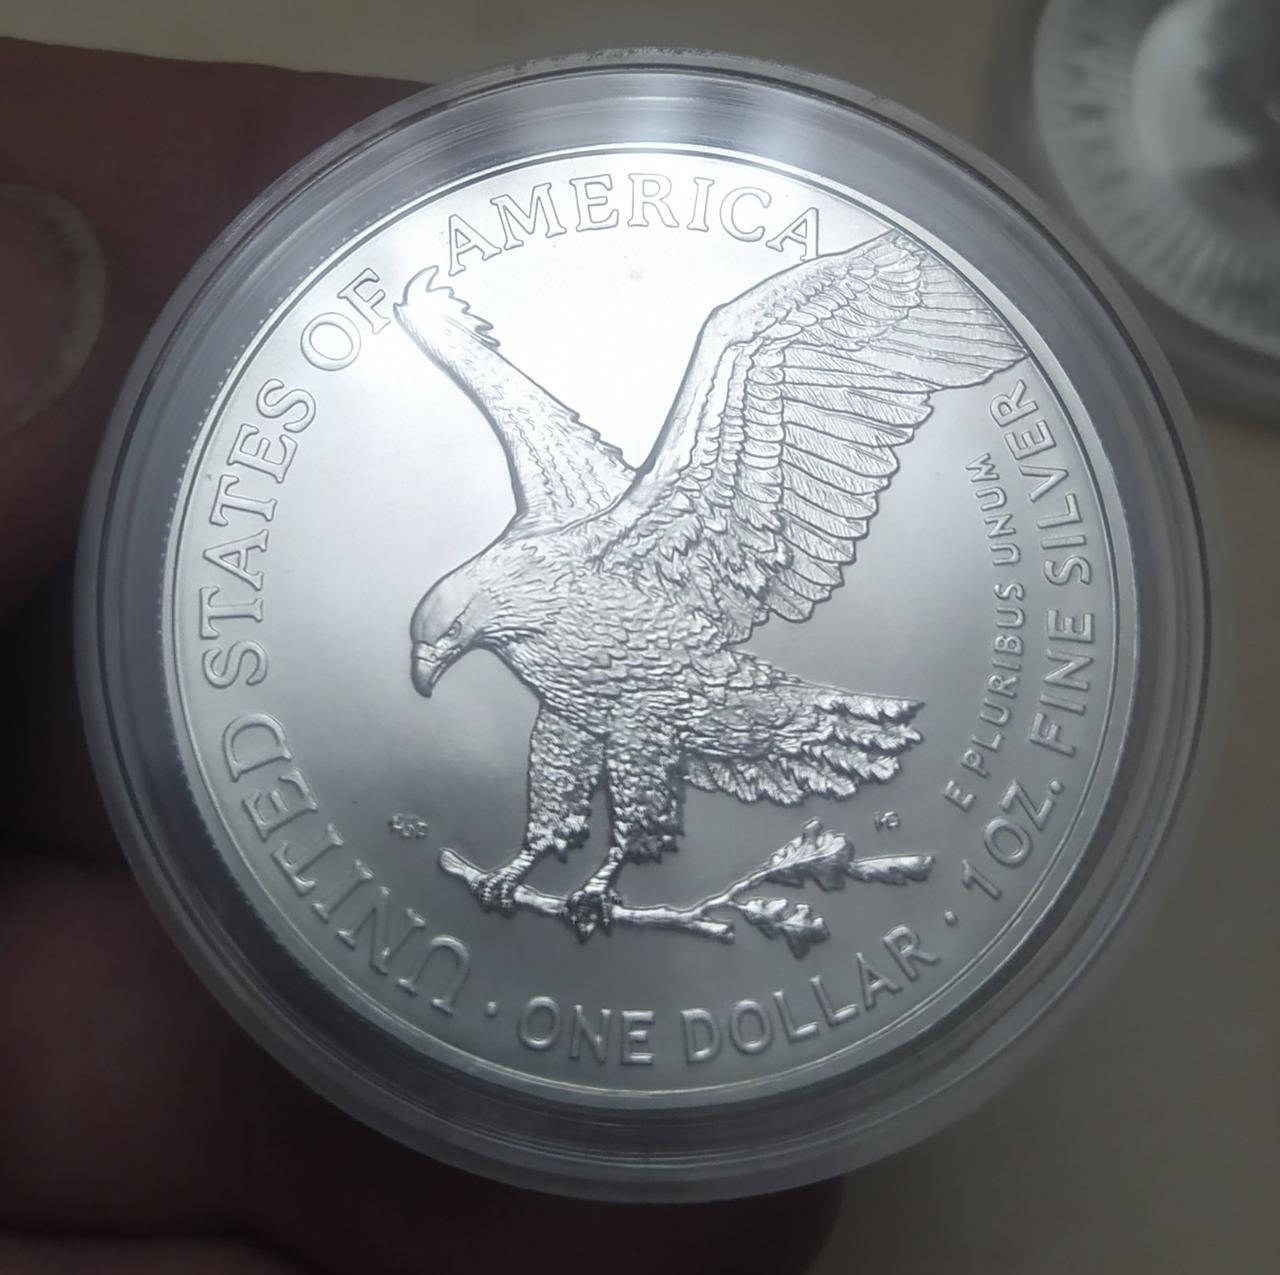 UNITED STATES OF AMERICA
E PLURIBUS UNUM
· ONE DOLLAR · 1 OZ. FINE SILVER